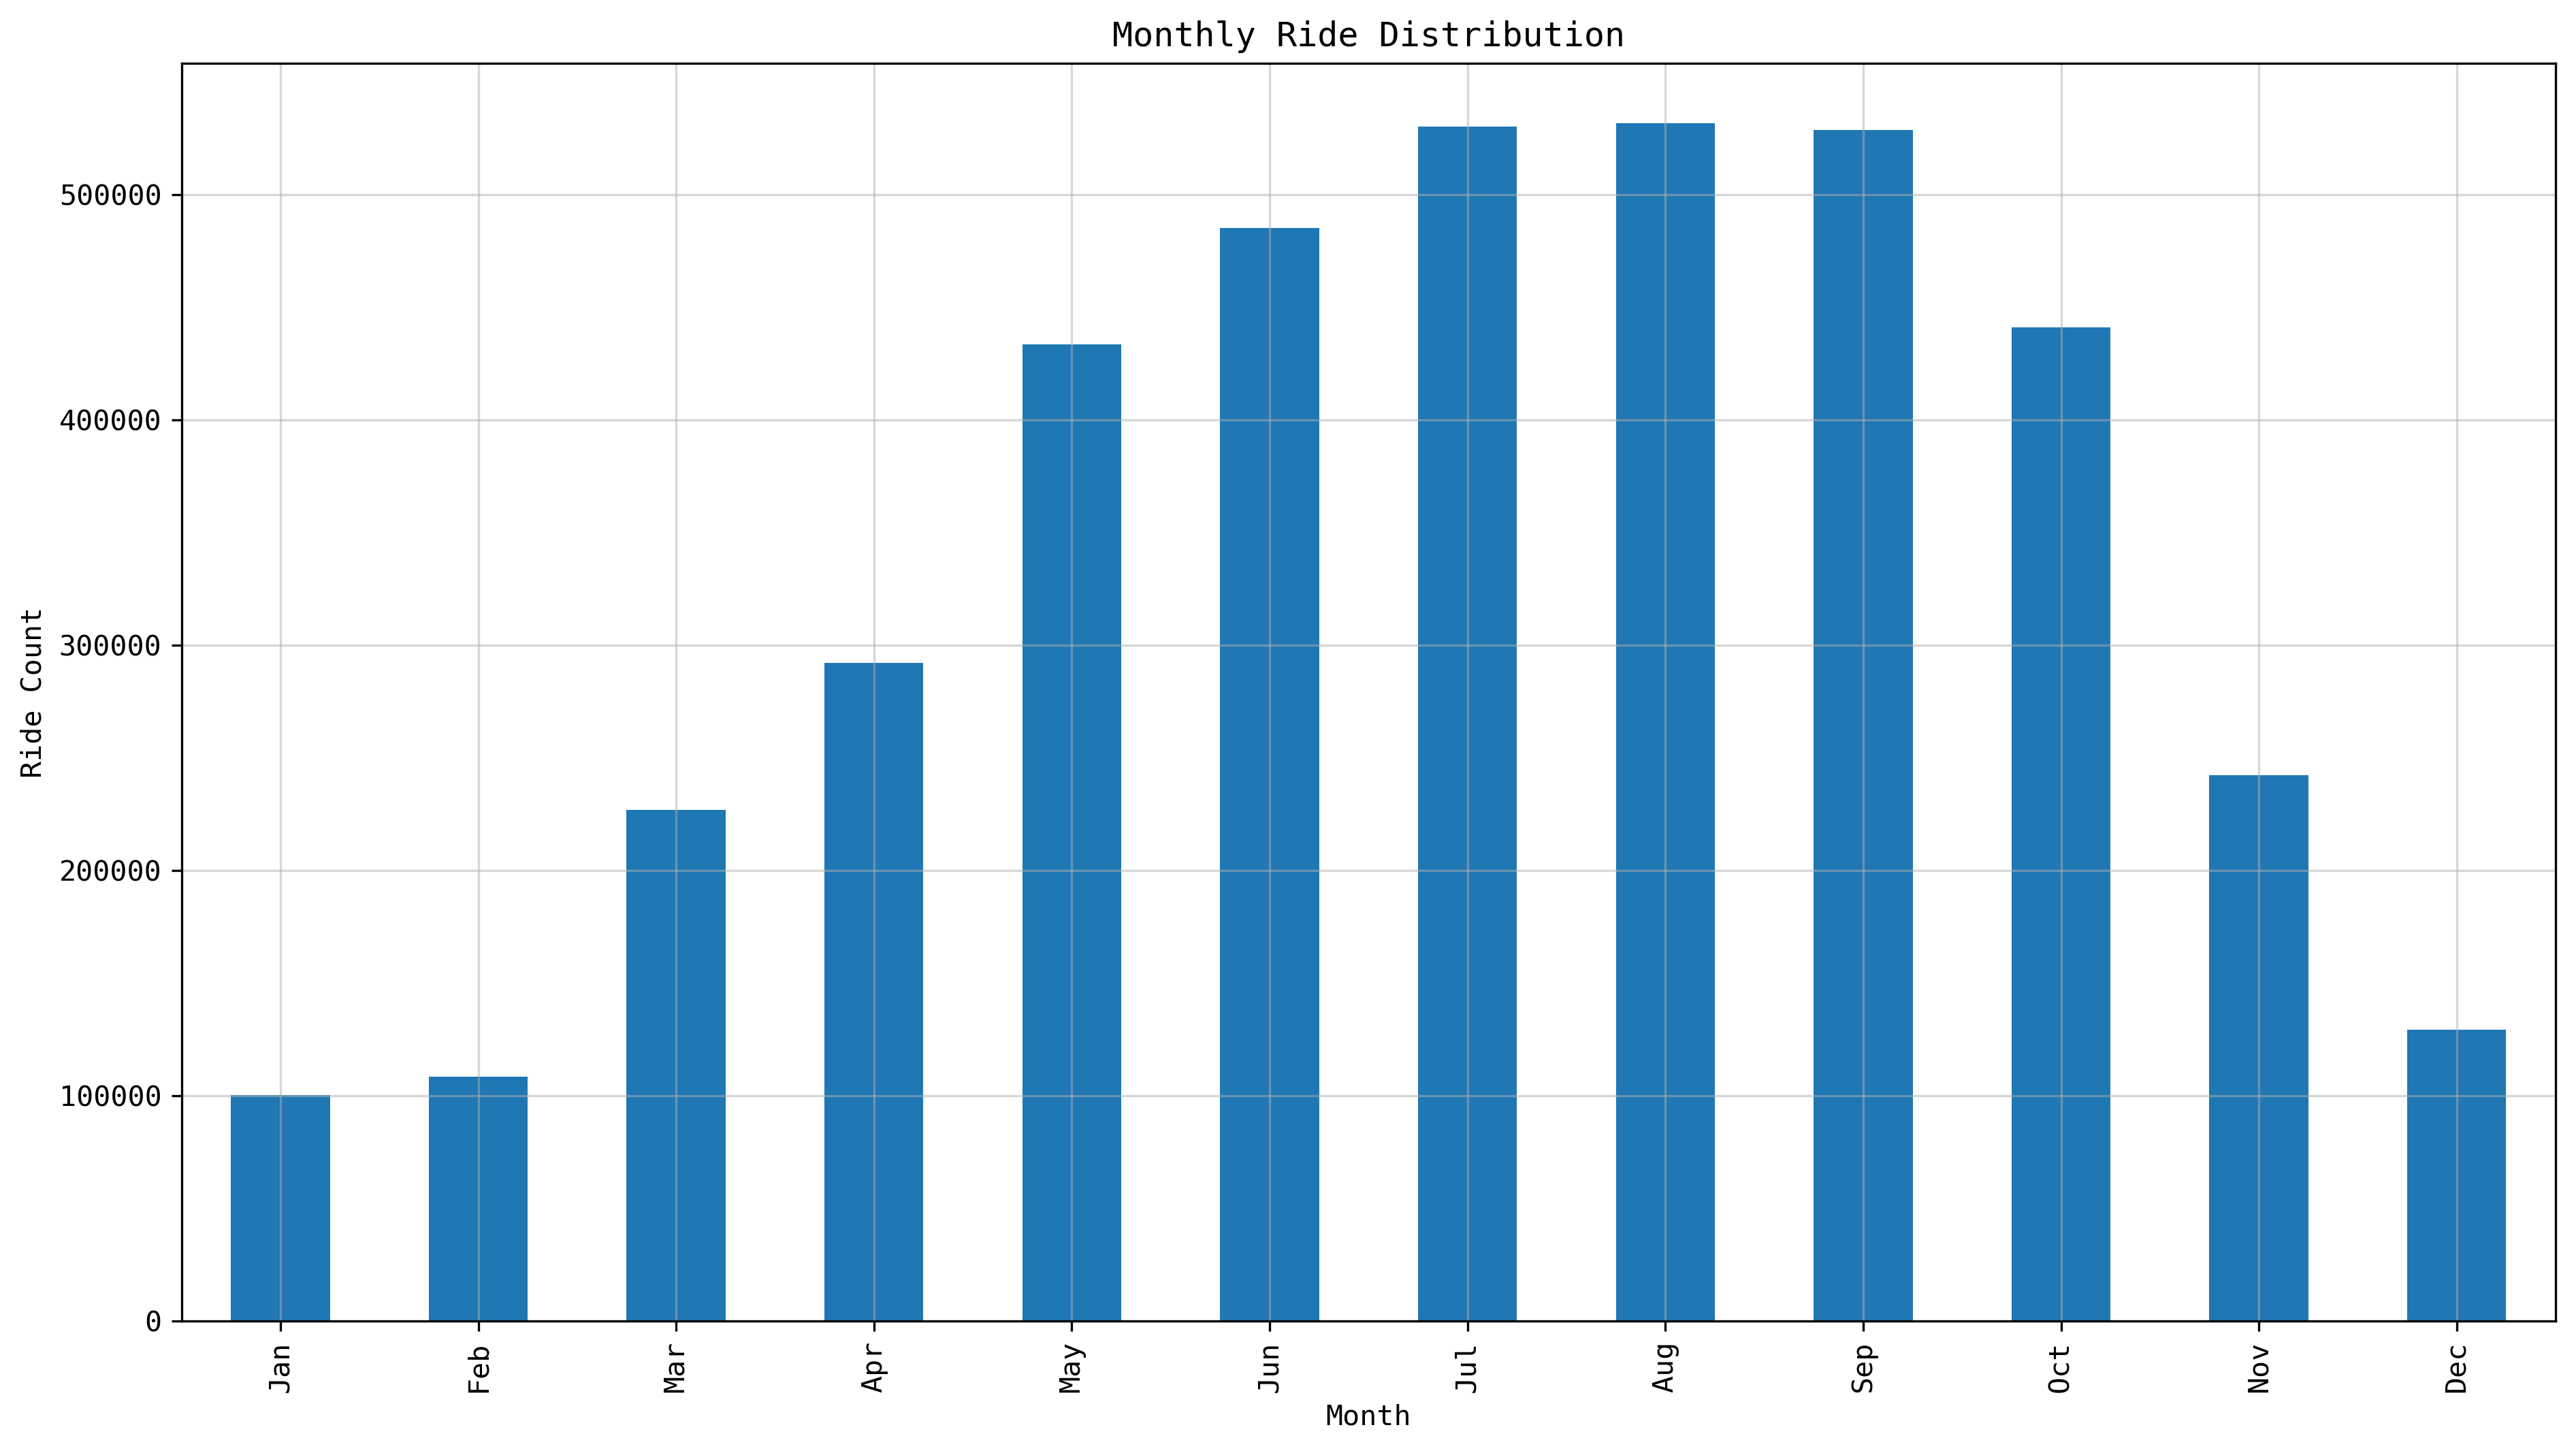 Monthly Ride Distribution
Ride Count
500000
400000
300000
200000
100000
0
Jan
Feb
Mar
Apr
May
Jun
Jul
Aug
Sep
Oct
Nov
Dec
Month